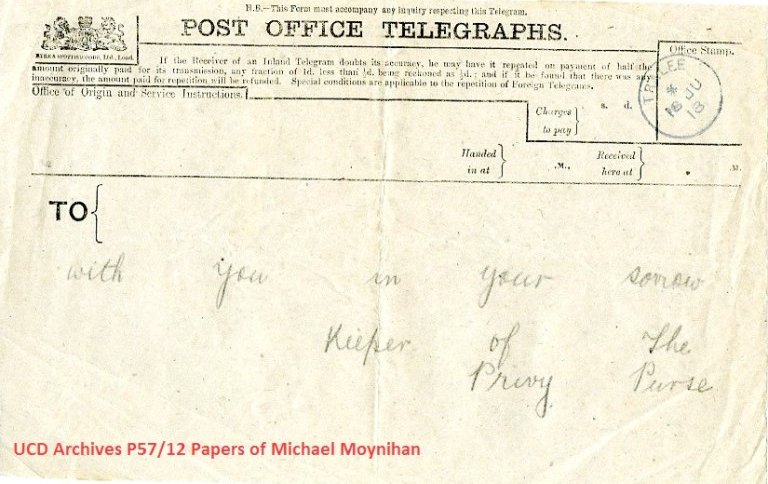 N.B.—This Form must accompany any inquiry respecting this Telegram.
POST OFFICE TELEGRAPHS.
If the Receiver of an Inland Telegram doubts its accuracy, he may have it repeated on payment of half the
amount originally paid for its transmission, any fraction of 1d. less than ½d. being reckoned as ½d.; and if it be found that there was any
inaccuracy, the amount paid for repetition will be refunded. Special conditions are applicable to the repetition of Foreign Telegrams.
Office of Origin and Service Instructions.
Office Stamp.
TRALEE
* JU
18
Charges
to pay
s. d.
Handed
in at
.M.,
Received
here at
.M.
TO
with you in your sorrow
Kieper of The
Privy Purse
UCD Archives P57/12 Papers of Michael Moynihan